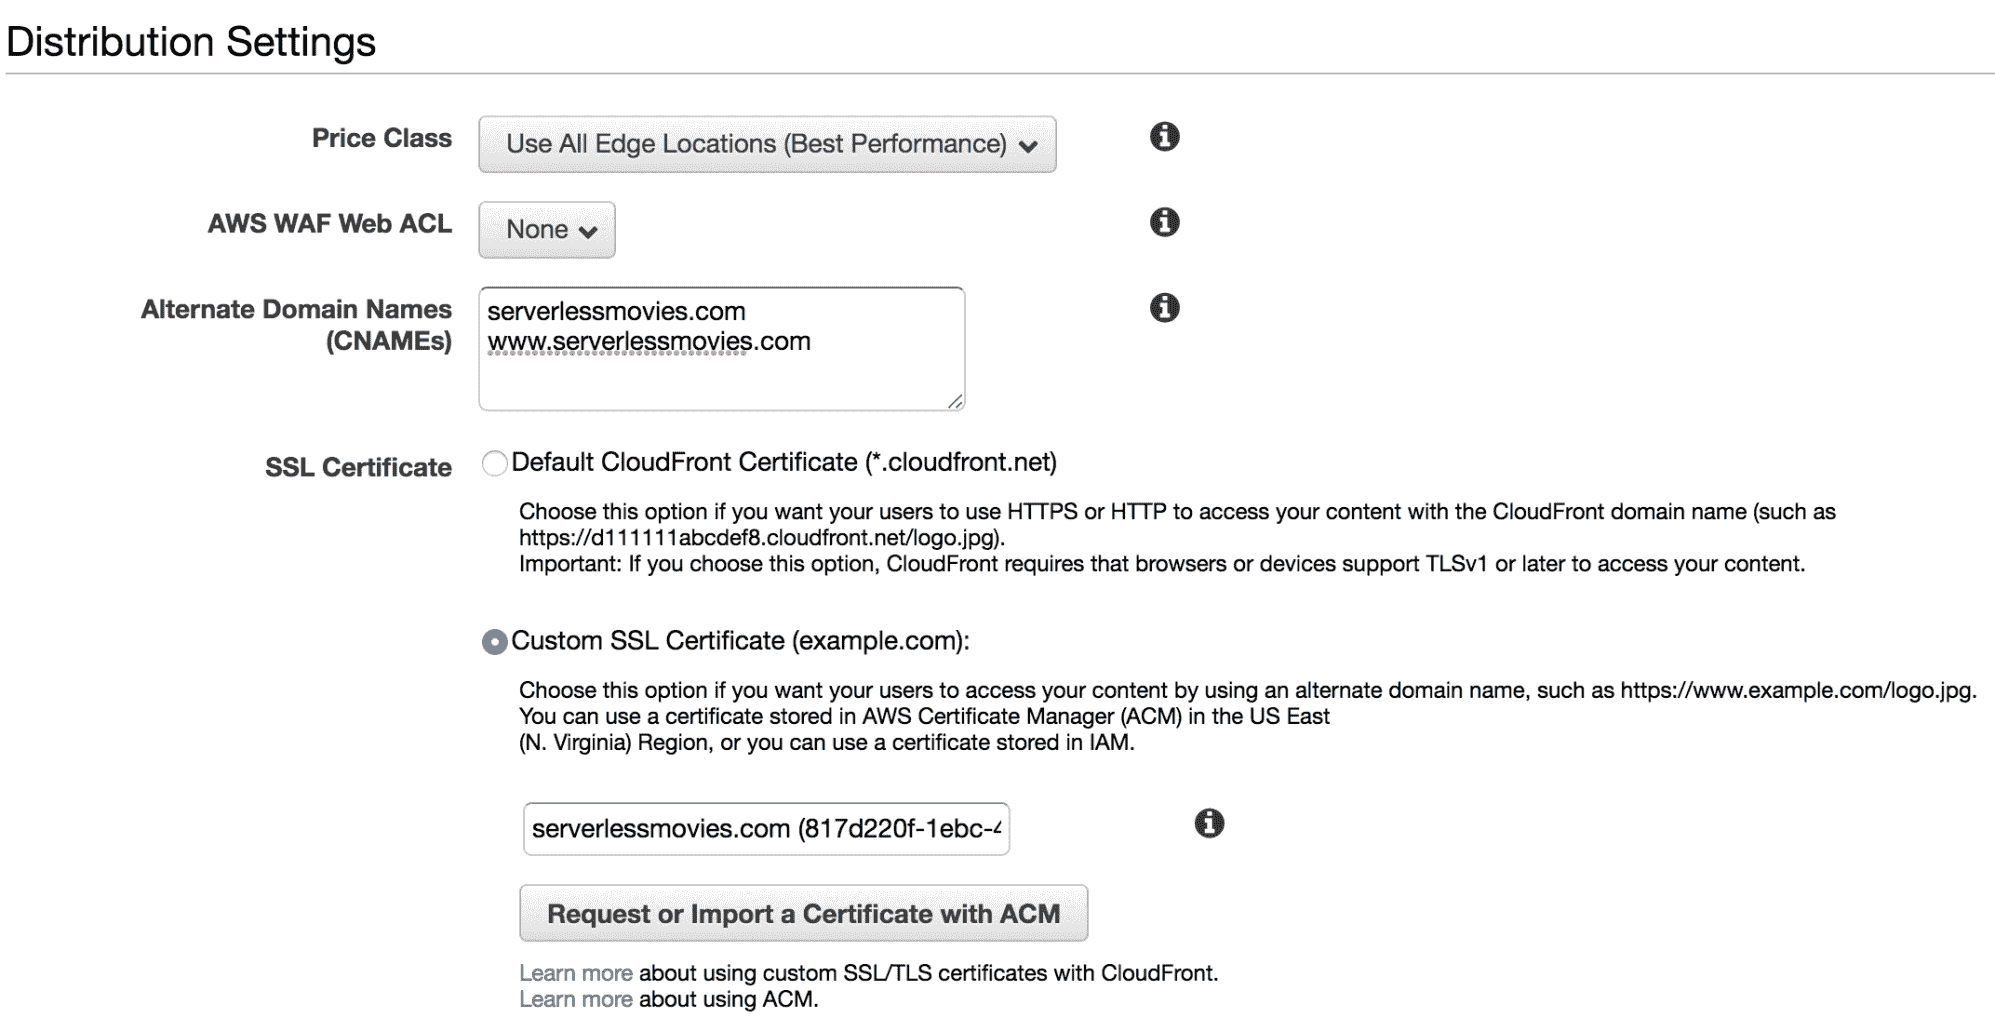 Distribution Settings
Price Class
Use All Edge Locations (Best Performance)
AWS WAF Web ACL
None
Alternate Domain Names
(CNAMEs)
serverlessmovies.com
www.serverlessmovies.com
SSL Certificate
Default CloudFront Certificate (*.cloudfront.net)
Choose this option if you want your users to use HTTPS or HTTP to access your content with the CloudFront domain name (such as
https://d111111abcdef8.cloudfront.net/logo.jpg).
Important: If you choose this option, CloudFront requires that browsers or devices support TLSv1 or later to access your content.
Custom SSL Certificate (example.com):
Choose this option if you want your users to access your content by using an alternate domain name, such as https://www.example.com/logo.jpg.
You can use a certificate stored in AWS Certificate Manager (ACM) in the US East
(N. Virginia) Region, or you can use a certificate stored in IAM.
serverlessmovies.com (817d220f-1ebc-4
Request or Import a Certificate with ACM
Learn more about using custom SSL/TLS certificates with CloudFront.
Learn more about using ACM.